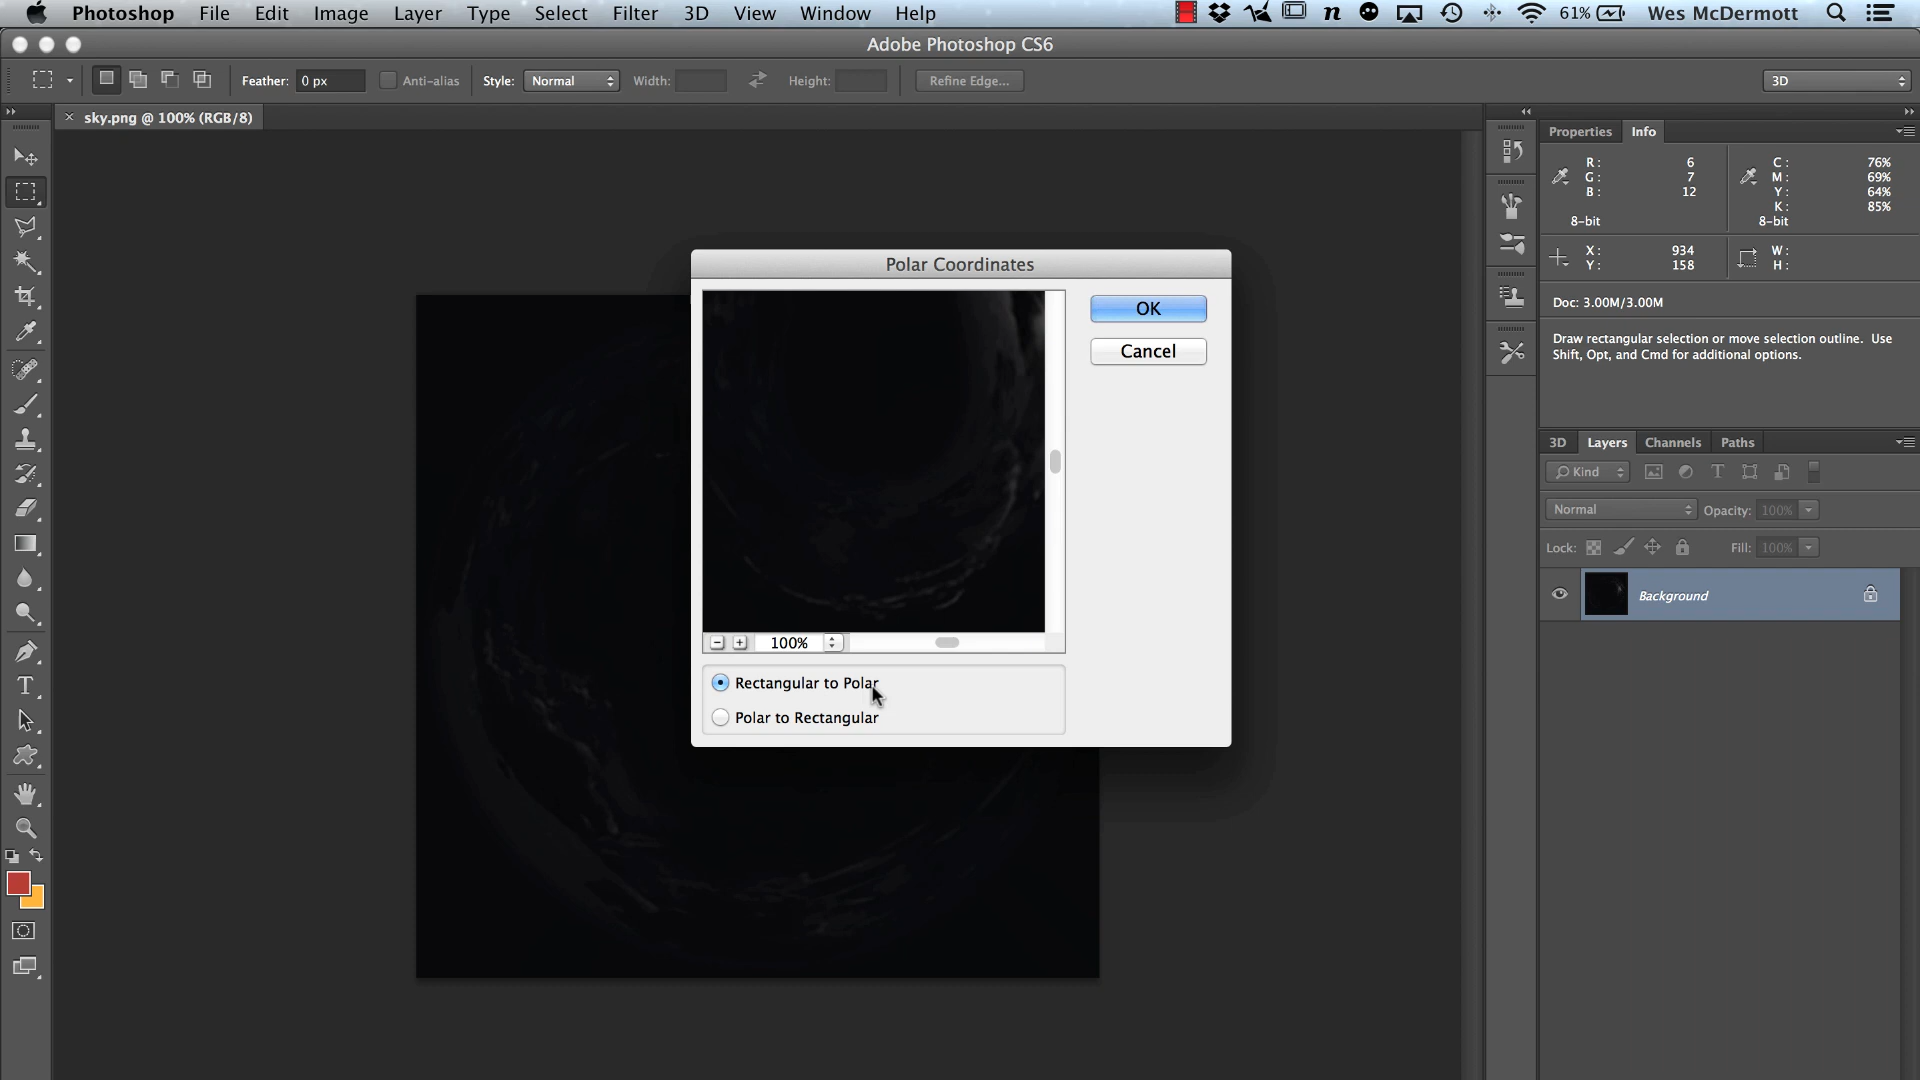 Photoshop File Edit Image Layer Type Select Filter 3D View Window Help 61% Wes McDermott
Adobe Photoshop CS6
Feather: 0 px Anti-alias Style: Normal Width: Height: Refine Edge... 3D
× sky.png @ 100% (RGB/8)
Properties Info
R: 6 C: 76%
G: 7 M: 69%
B: 12 Y: 64%
K: 85%
8-bit 8-bit
X: 934 W:
Y: 158 H:
Doc: 3.00M/3.00M
Draw rectangular selection or move selection outline. Use
Shift, Opt, and Cmd for additional options.
Polar Coordinates
OK
Cancel
100%
Rectangular to Polar
Polar to Rectangular
3D Layers Channels Paths
Kind
Normal Opacity: 100%
Lock: Fill: 100%
Background